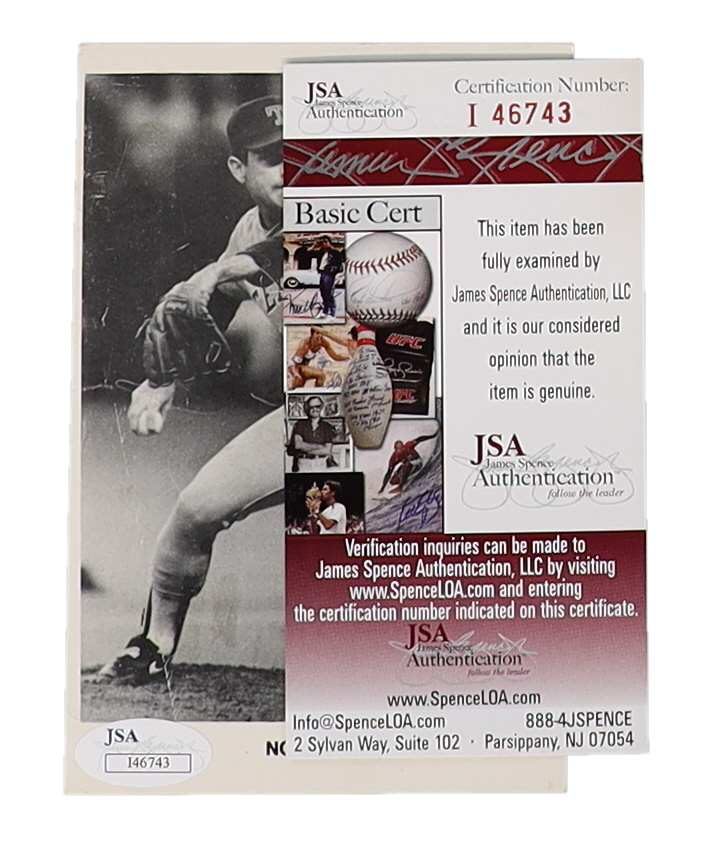 JSA
James Spence
Authentication
Certification Number:
I 46743
James Spence
Basic Cert
This item has been
fully examined by
James Spence Authentication, LLC
and it is our considered
opinion that the
item is genuine.
UFC
JSA
James Spence
Authentication
follow the leader
Verification inquiries can be made to
James Spence Authentication, LLC by visiting
www.SpenceLOA.com and entering
the certification number indicated on this certificate.
JSA
James Spence
Authentication
follow the leader
www.SpenceLOA.com
Info@SpenceLOA.com 888-4JSPENCE
2 Sylvan Way, Suite 102 · Parsippany, NJ 07054
T
JSA
I46743
NO